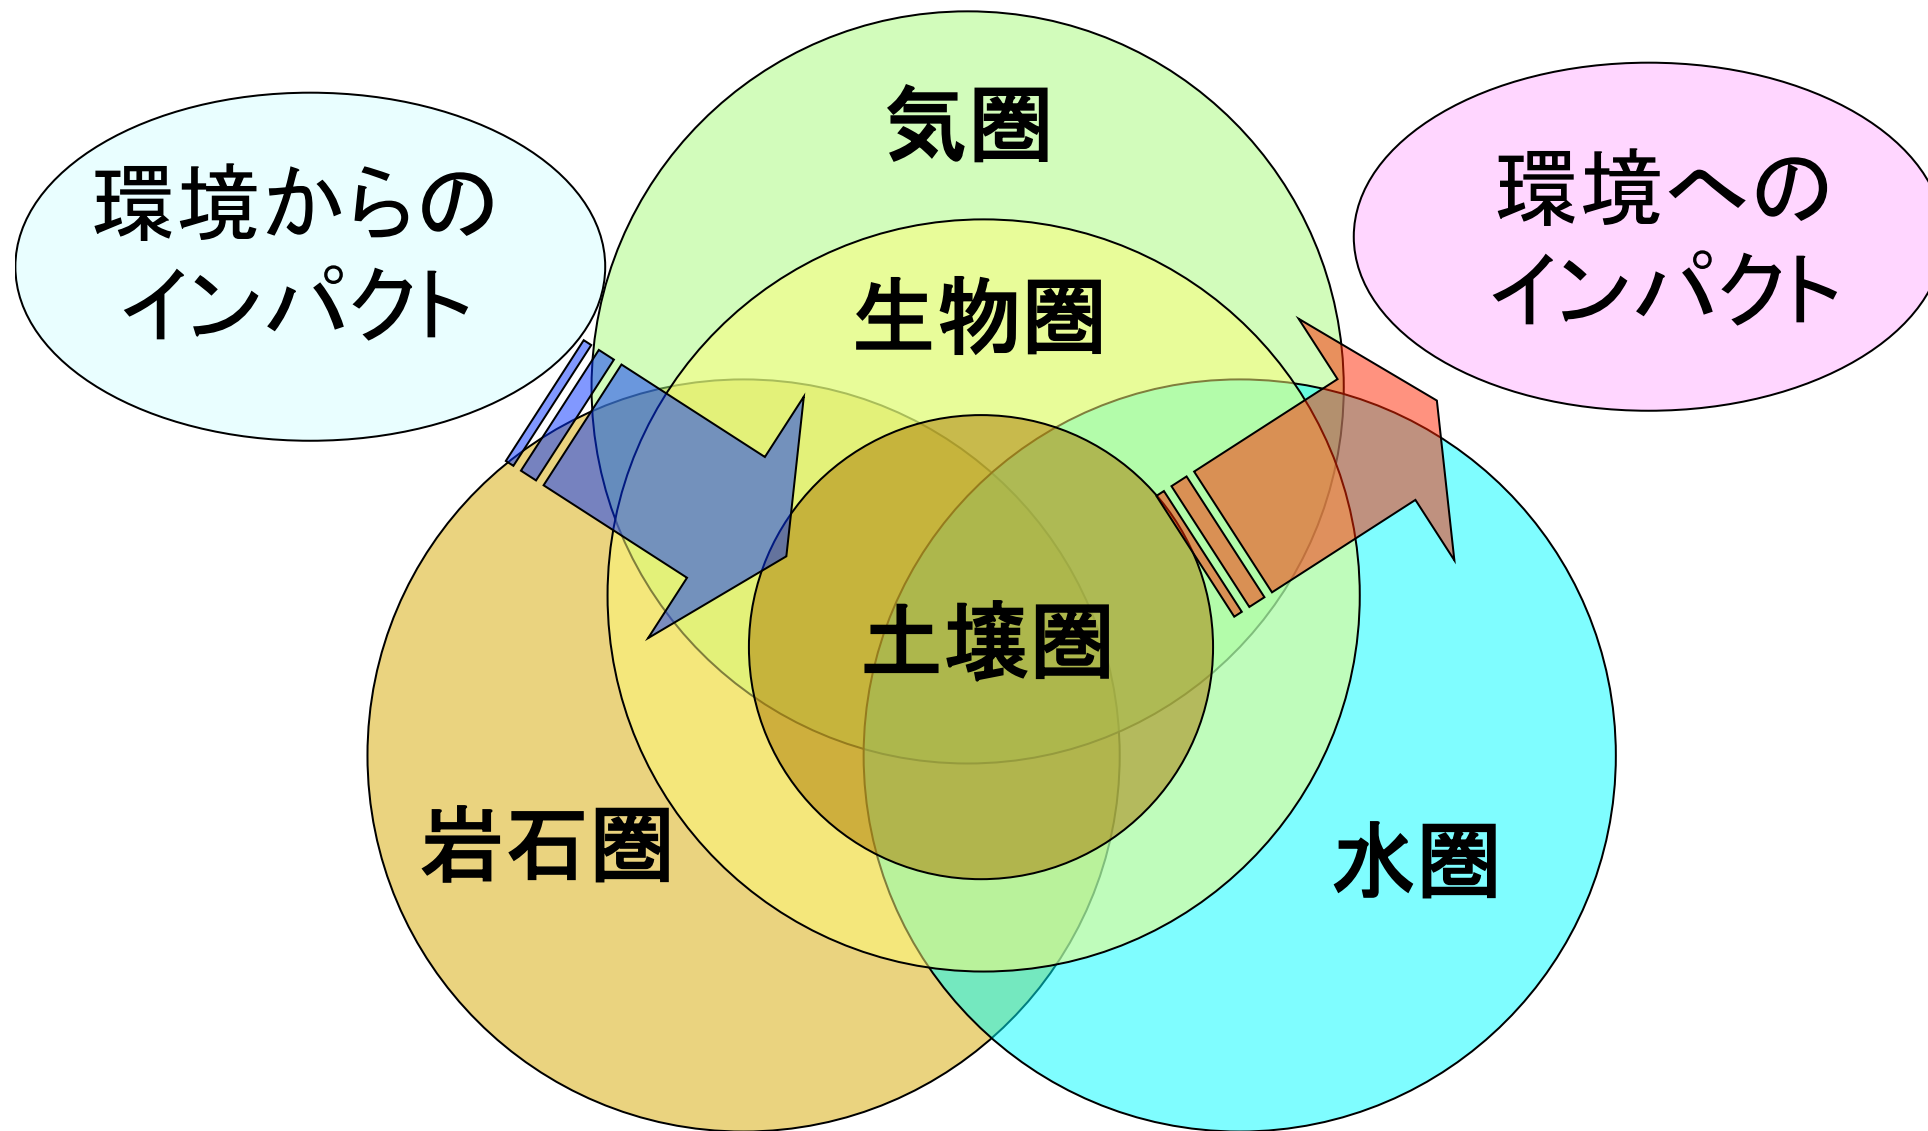 気圏
環境からの
インパクト
環境への
インパクト
生物圏
土壌圏
岩石圏
水圏